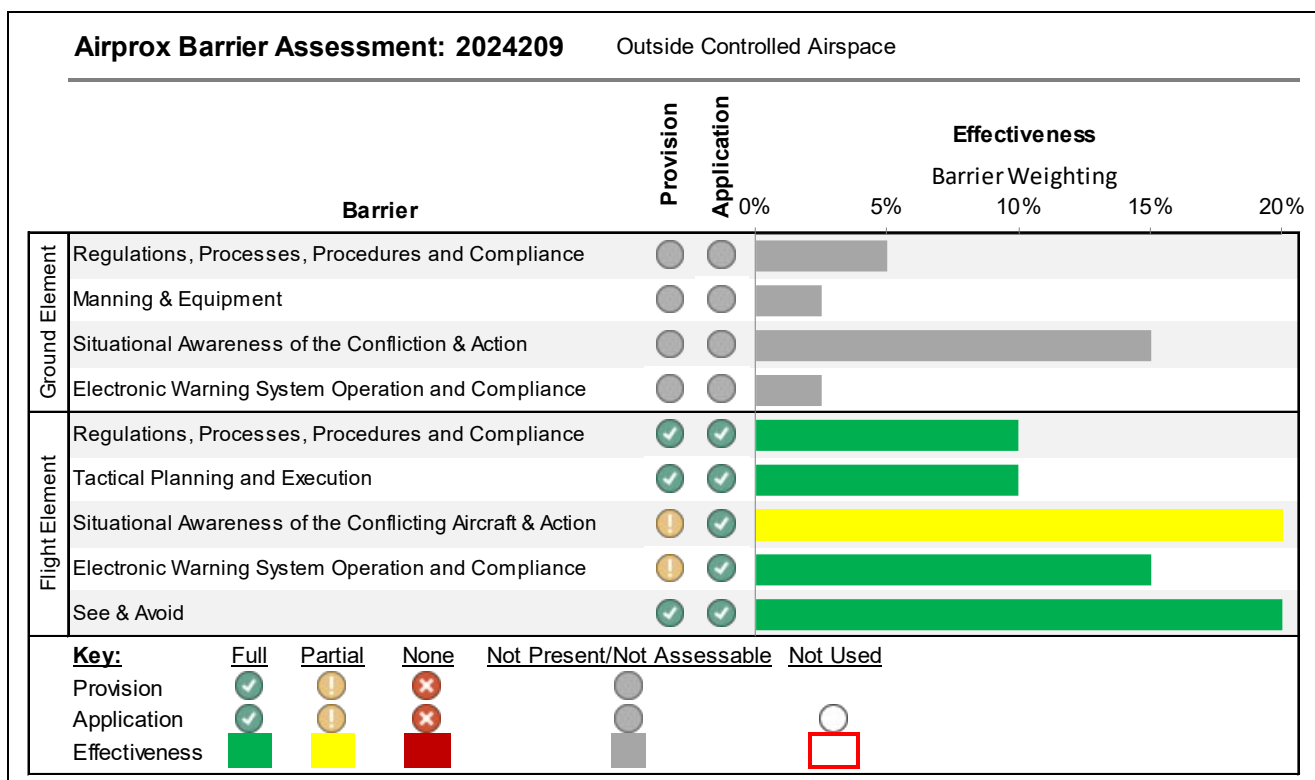 Airprox Barrier Assessment: 2024209 Outside Controlled Airspace
Provision
Application
Effectiveness
Barrier Weighting
Barrier
0% 5% 10% 15% 20%
Ground Element
Regulations, Processes, Procedures and Compliance
Manning & Equipment
Situational Awareness of the Confliction & Action
Electronic Warning System Operation and Compliance
Flight Element
Regulations, Processes, Procedures and Compliance
Tactical Planning and Execution
Situational Awareness of the Conflicting Aircraft & Action
Electronic Warning System Operation and Compliance
See & Avoid
Key: Full Partial None Not Present/Not Assessable Not Used
Provision
Application
Effectiveness